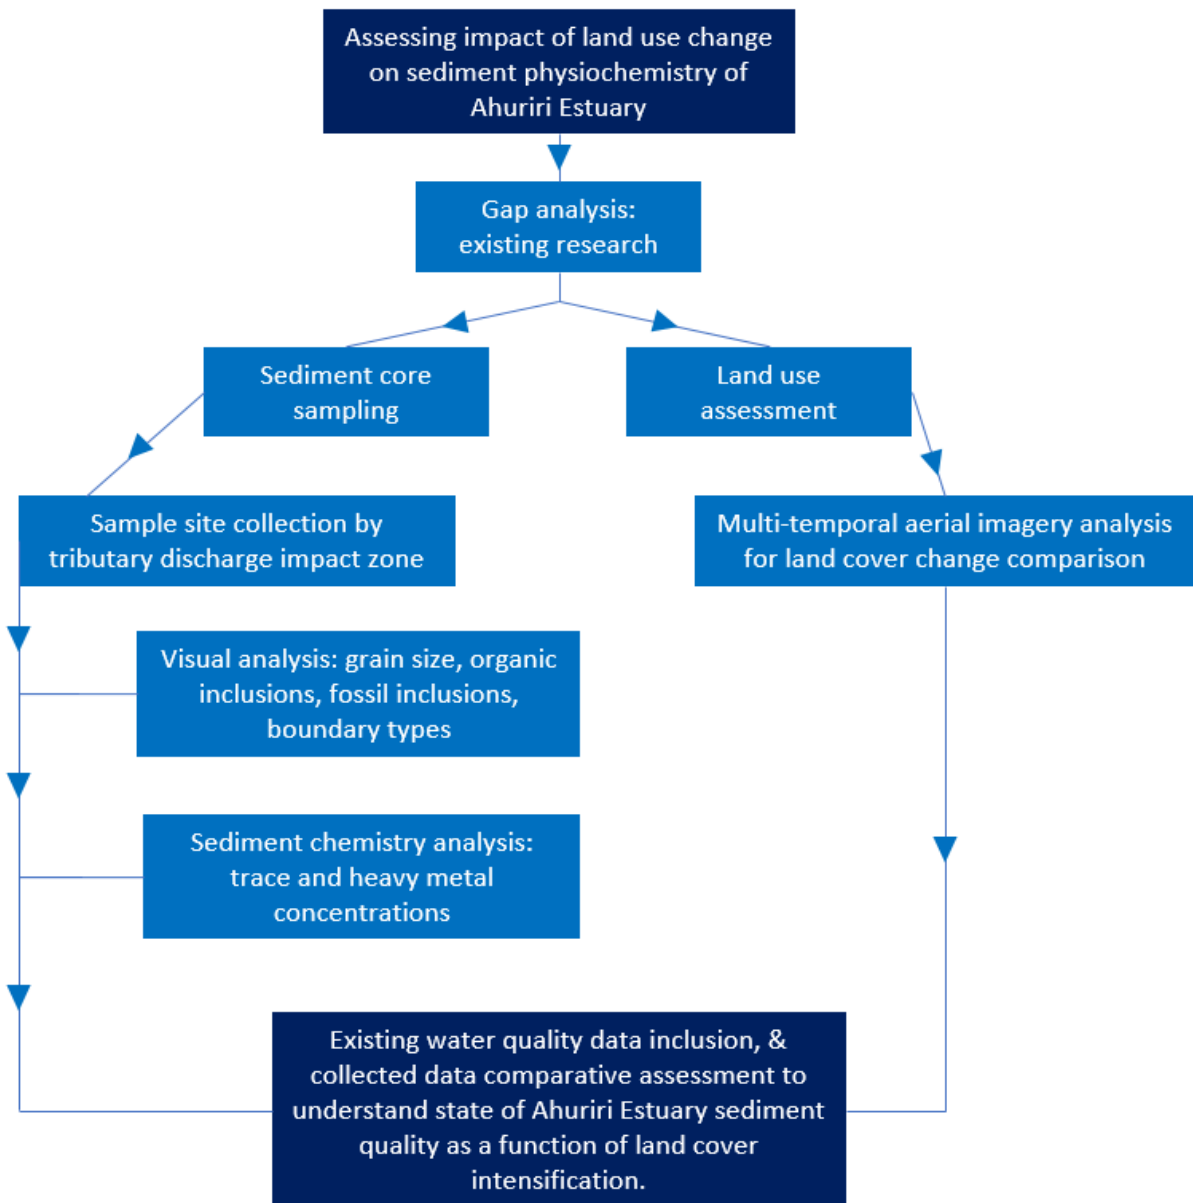 Assessing impact of land use change
on sediment physiochemistry of
Ahuriri Estuary
Gap analysis:
existing research
Sediment core
sampling
Land use
assessment
Sample site collection by
tributary discharge impact zone
Multi-temporal aerial imagery analysis
for land cover change comparison
Visual analysis: grain size, organic
inclusions, fossil inclusions,
boundary types
Sediment chemistry analysis:
trace and heavy metal
concentrations
Existing water quality data inclusion, &
collected data comparative assessment to
understand state of Ahuriri Estuary sediment
quality as a function of land cover
intensification.